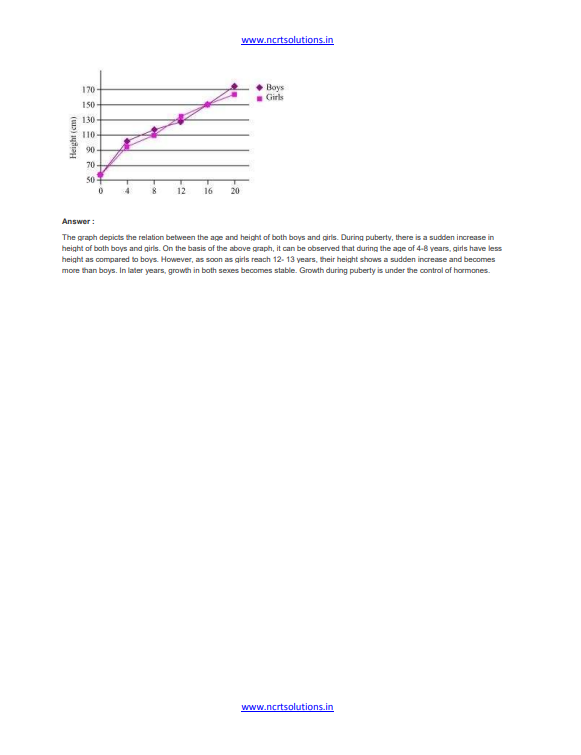 www.ncrtsolutions.in
170
150
130
110
90
70
50
Height (cm)
0 4 8 12 16 20
Boys
Girls
Answer :
The graph depicts the relation between the age and height of both boys and girls. During puberty, there is a sudden increase in
height of both boys and girls. On the basis of the above graph, it can be observed that during the age of 4-8 years, girls have less
height as compared to boys. However, as soon as girls reach 12- 13 years, their height shows a sudden increase and becomes
more than boys. In later years, growth in both sexes becomes stable. Growth during puberty is under the control of hormones.
www.ncrtsolutions.in